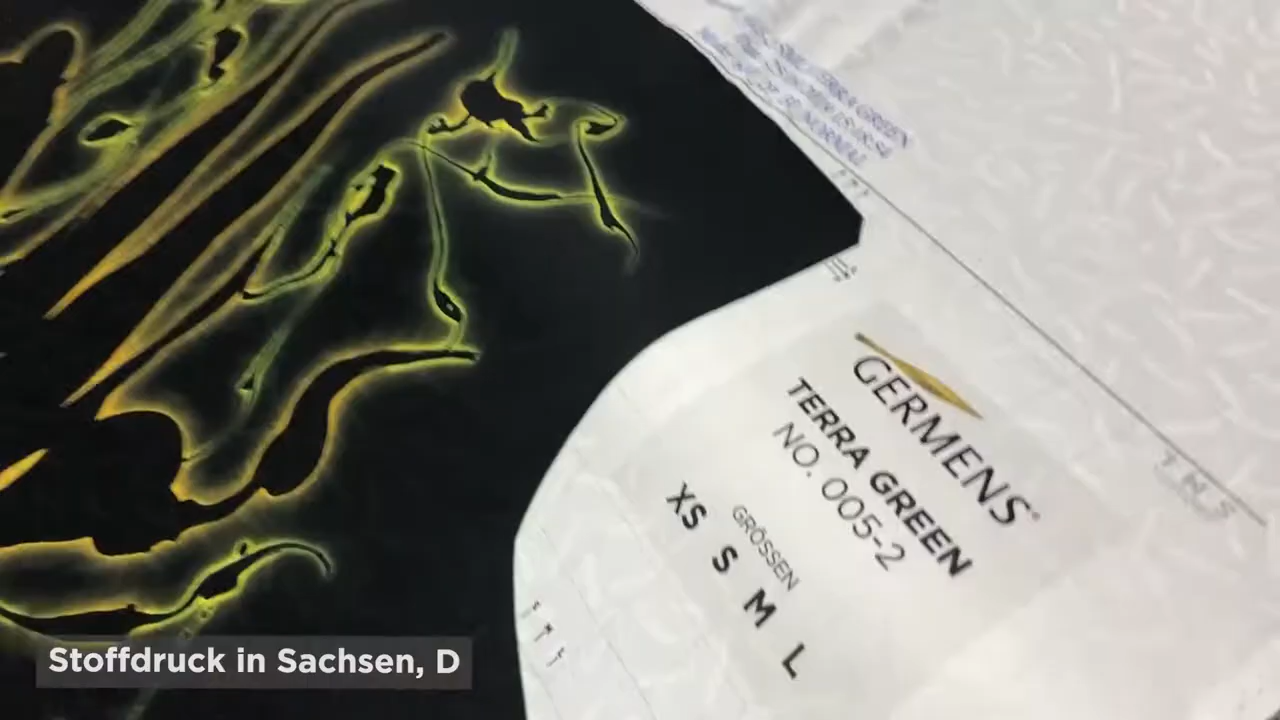 GERMENS®
TERRA GREEN
NO. 005-2
GRÖSSEN
XS S M L
Stoffdruck in Sachsen, D